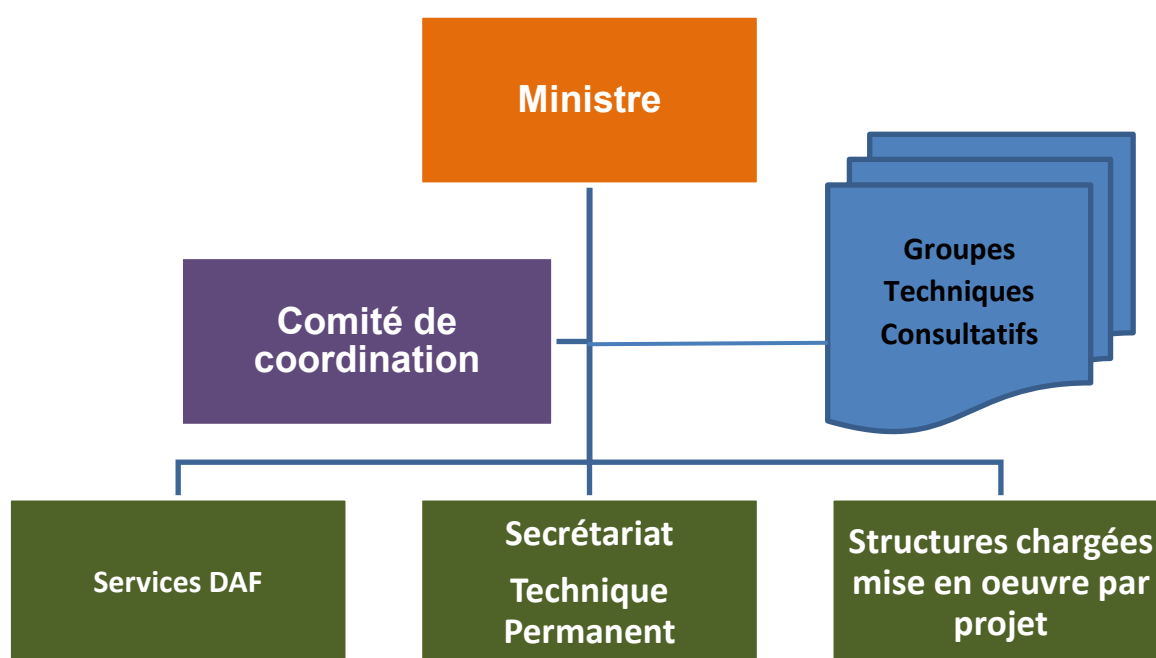 Ministre
Groupes
Techniques
Consultatifs
Comité de
coordination
Services DAF
Secrétariat
Technique
Permanent
Structures chargées
mise en oeuvre par
projet